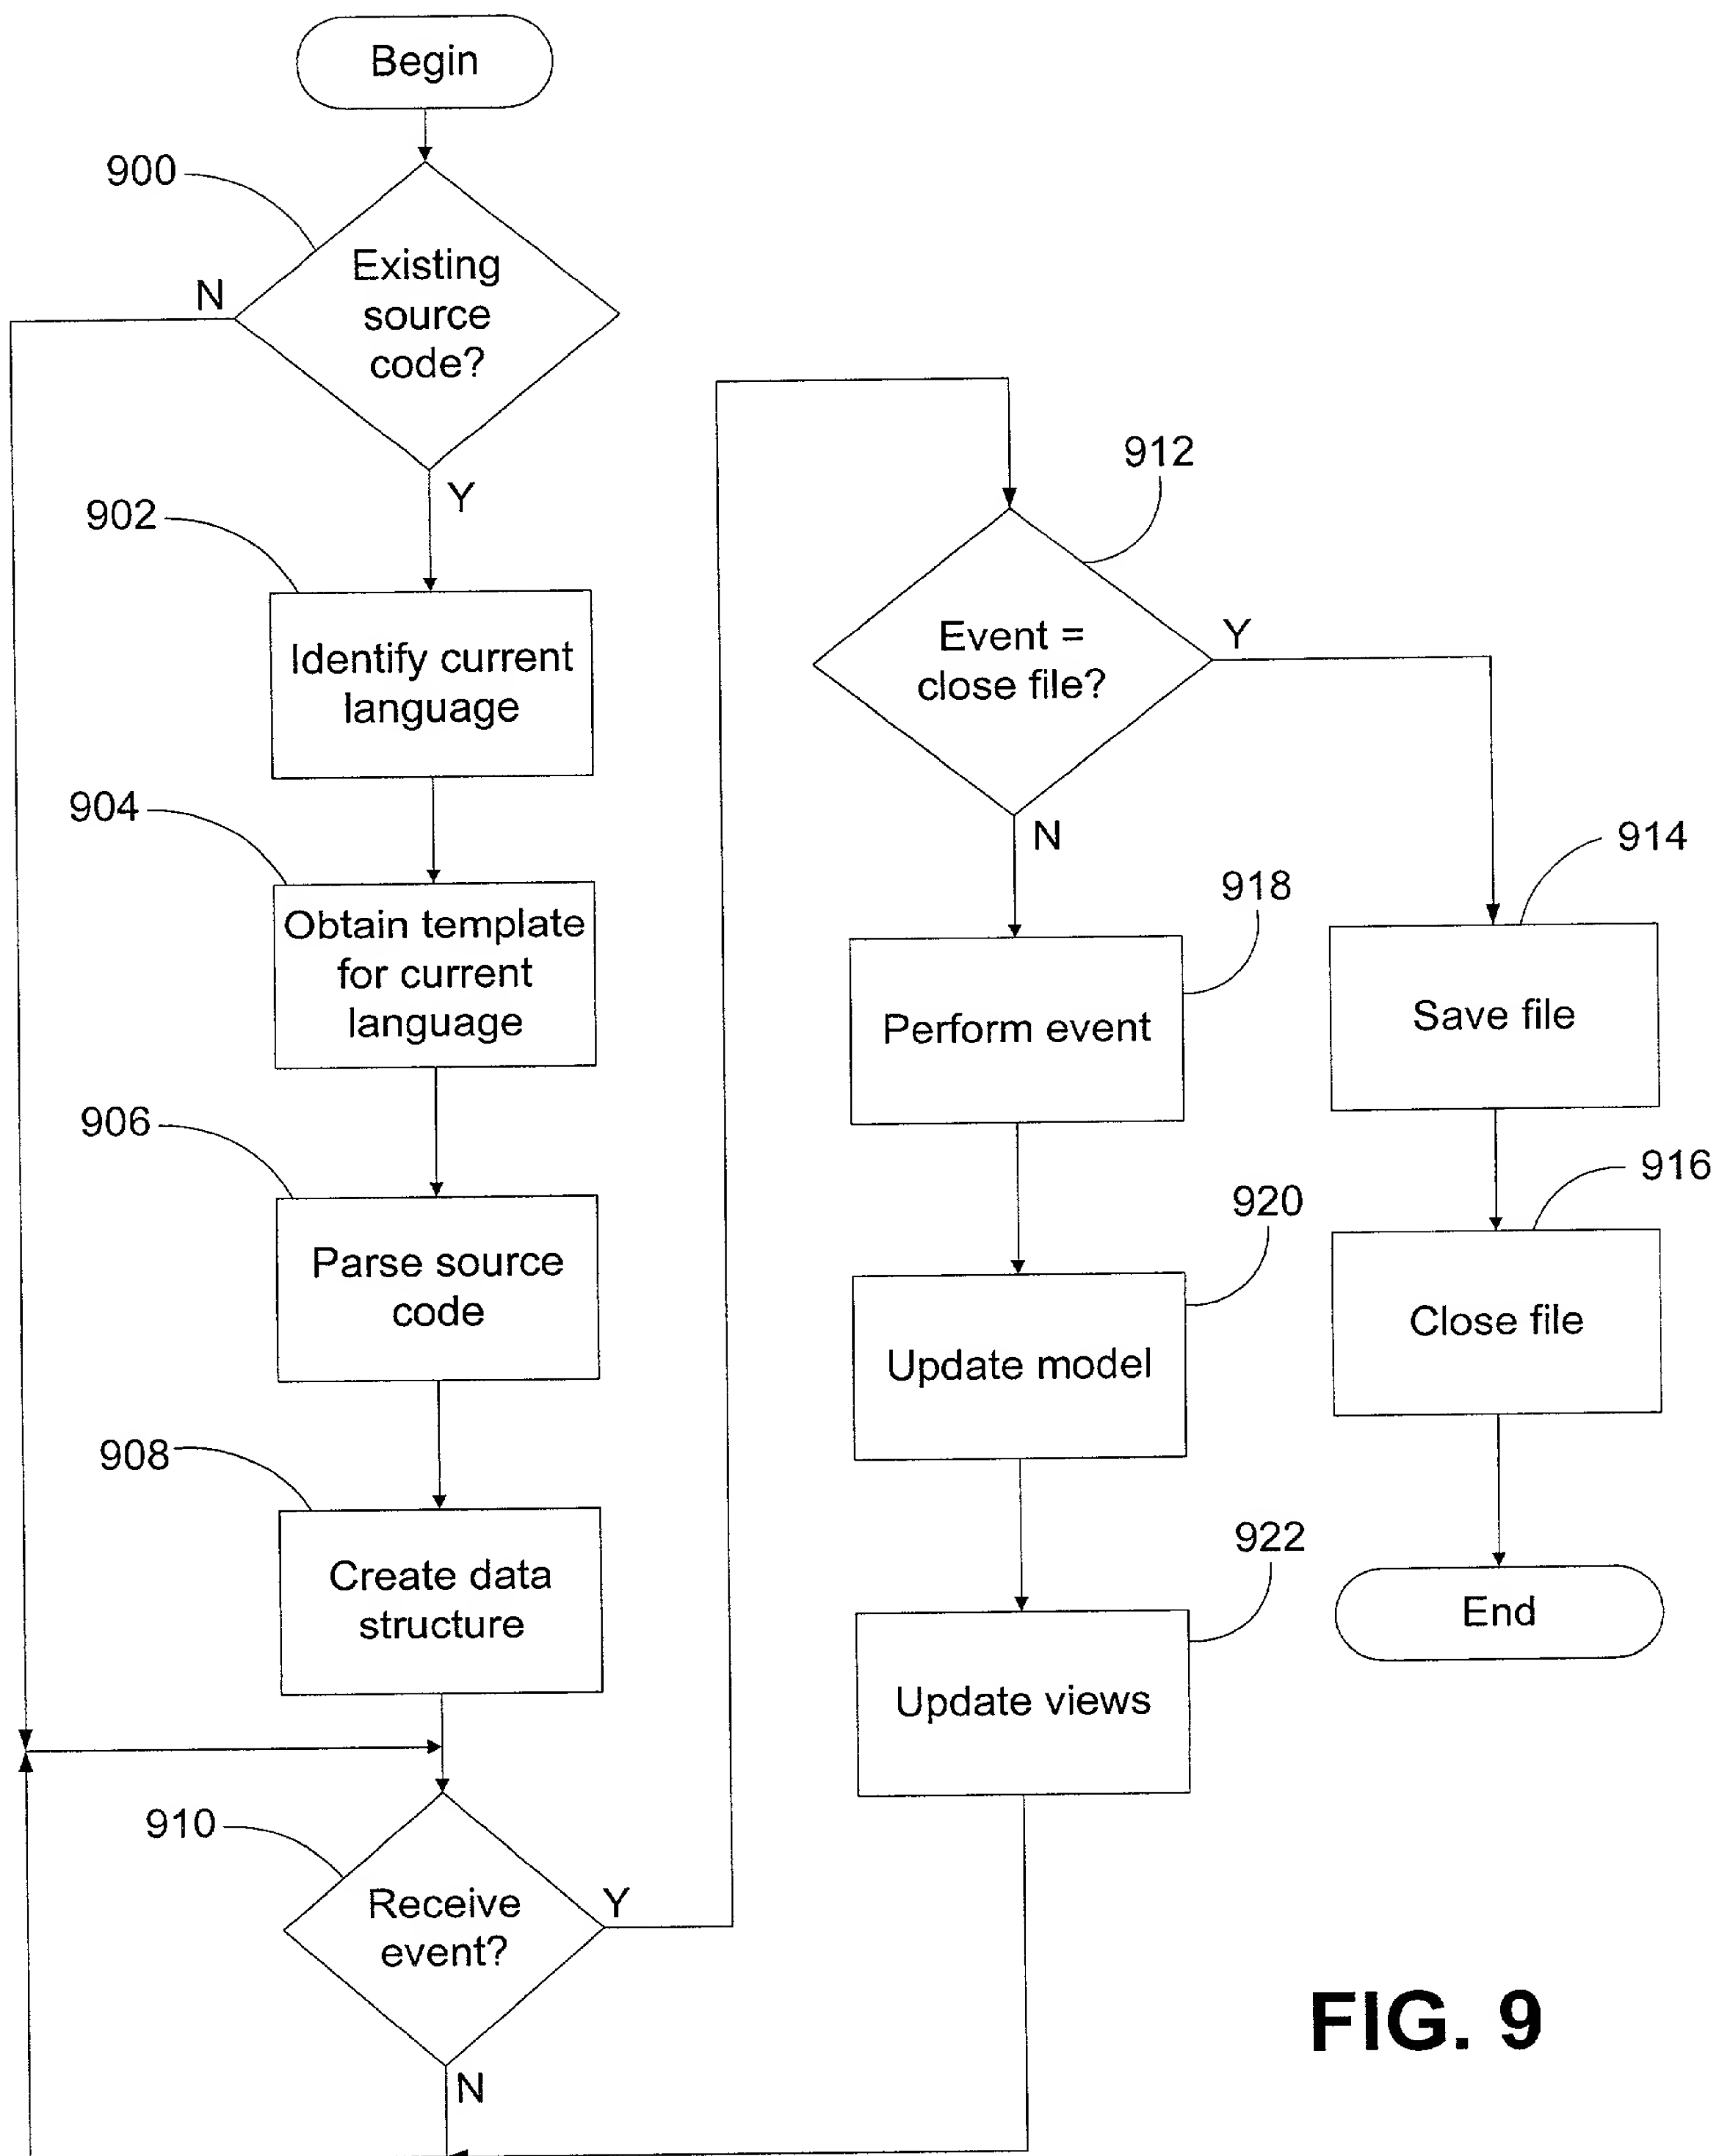 Begin
900
Existing
source
code?
N
Y
902
Identify current
language
904
Obtain template
for current
language
906
Parse source
code
908
Create data
structure
910
Receive
event?
Y
N
912
Event =
close file?
Y
N
918
Perform event
920
Update model
922
Update views
914
Save file
916
Close file
End
FIG. 9